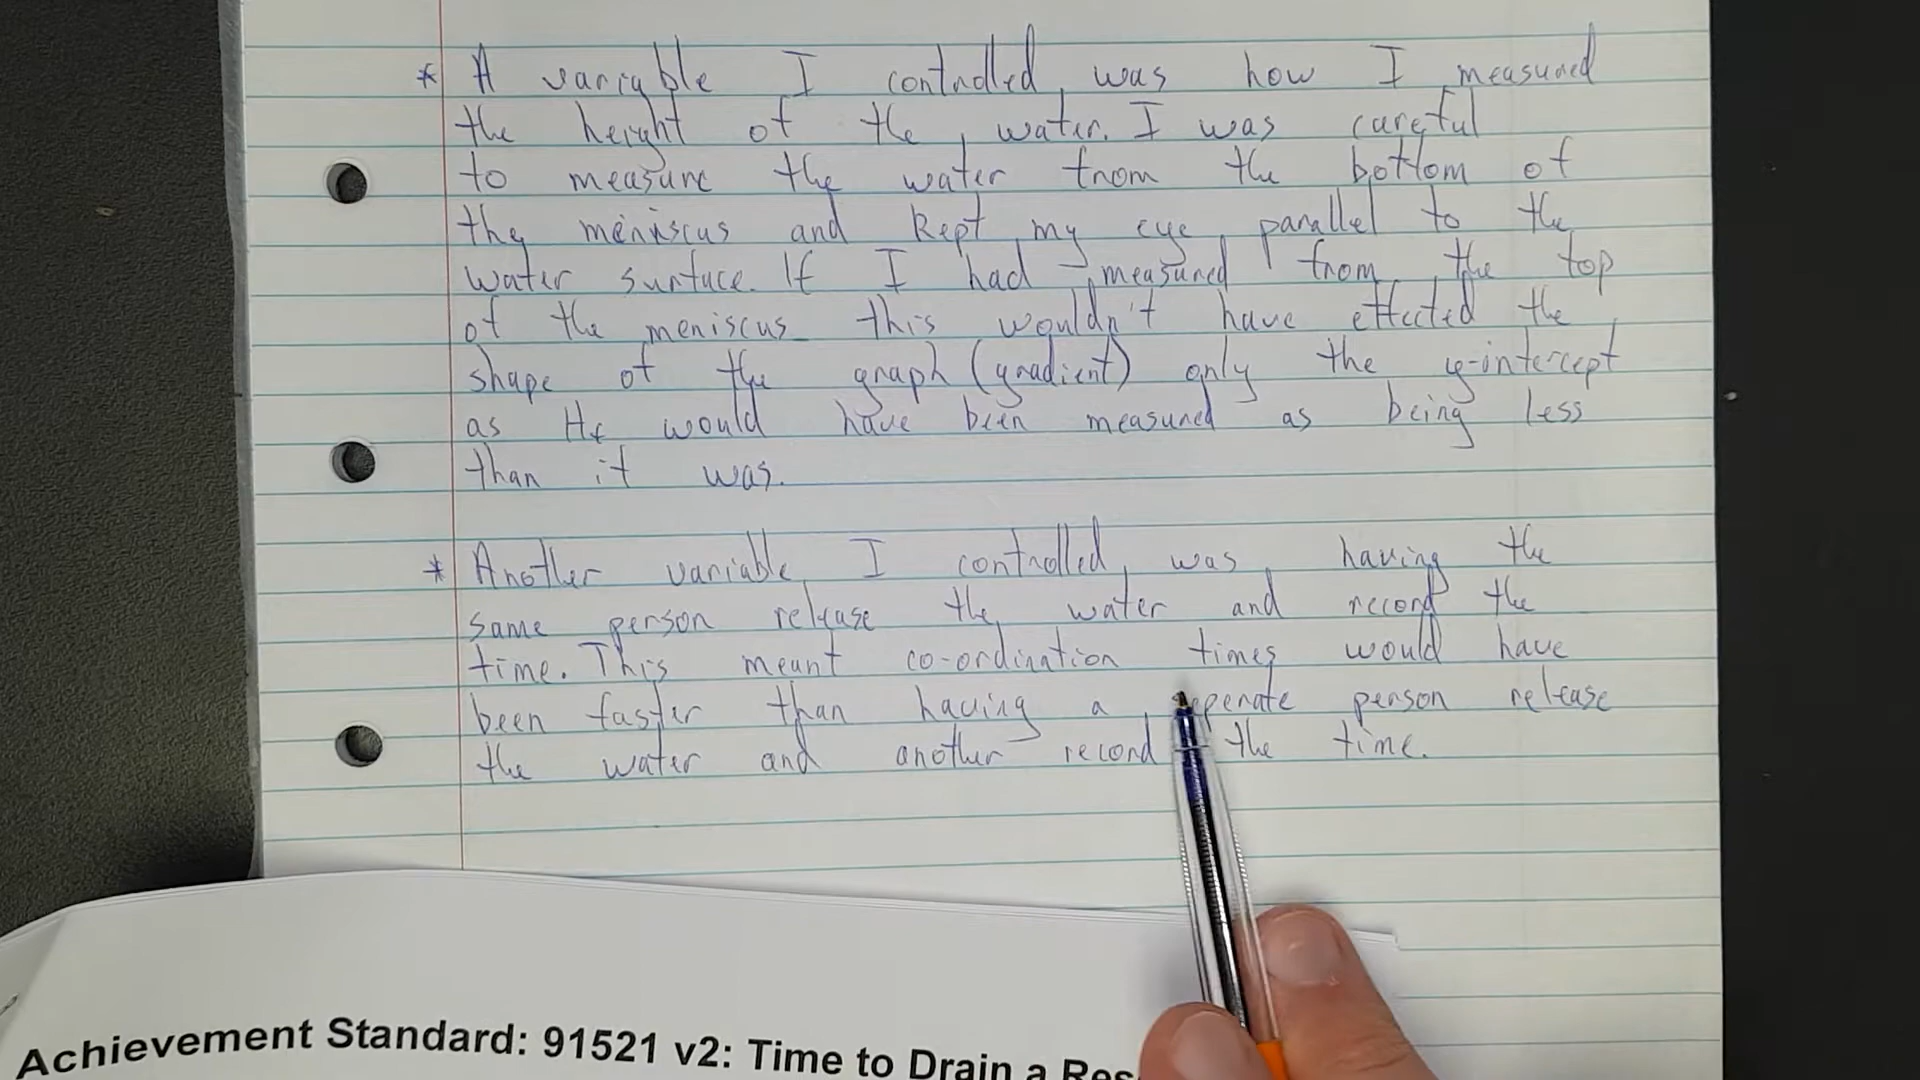 * A variable I controlled was how I measured
the height of the water. I was careful
to measure the water from the bottom of
the meniscus and kept my eye parallel to the
water surface. If I had measured from the top
of the meniscus this wouldn't have effected the
shape of the graph (gradient) only the y-intercept
as Hf would have been measured as being less
than it was.
* Another variable I controlled was having the
same person release the water and record the
time. This meant co-ordination times would have
been faster than having a seperate person release
the water and another record the time.
Achievement Standard: 91521 v2: Time to Drain a Res